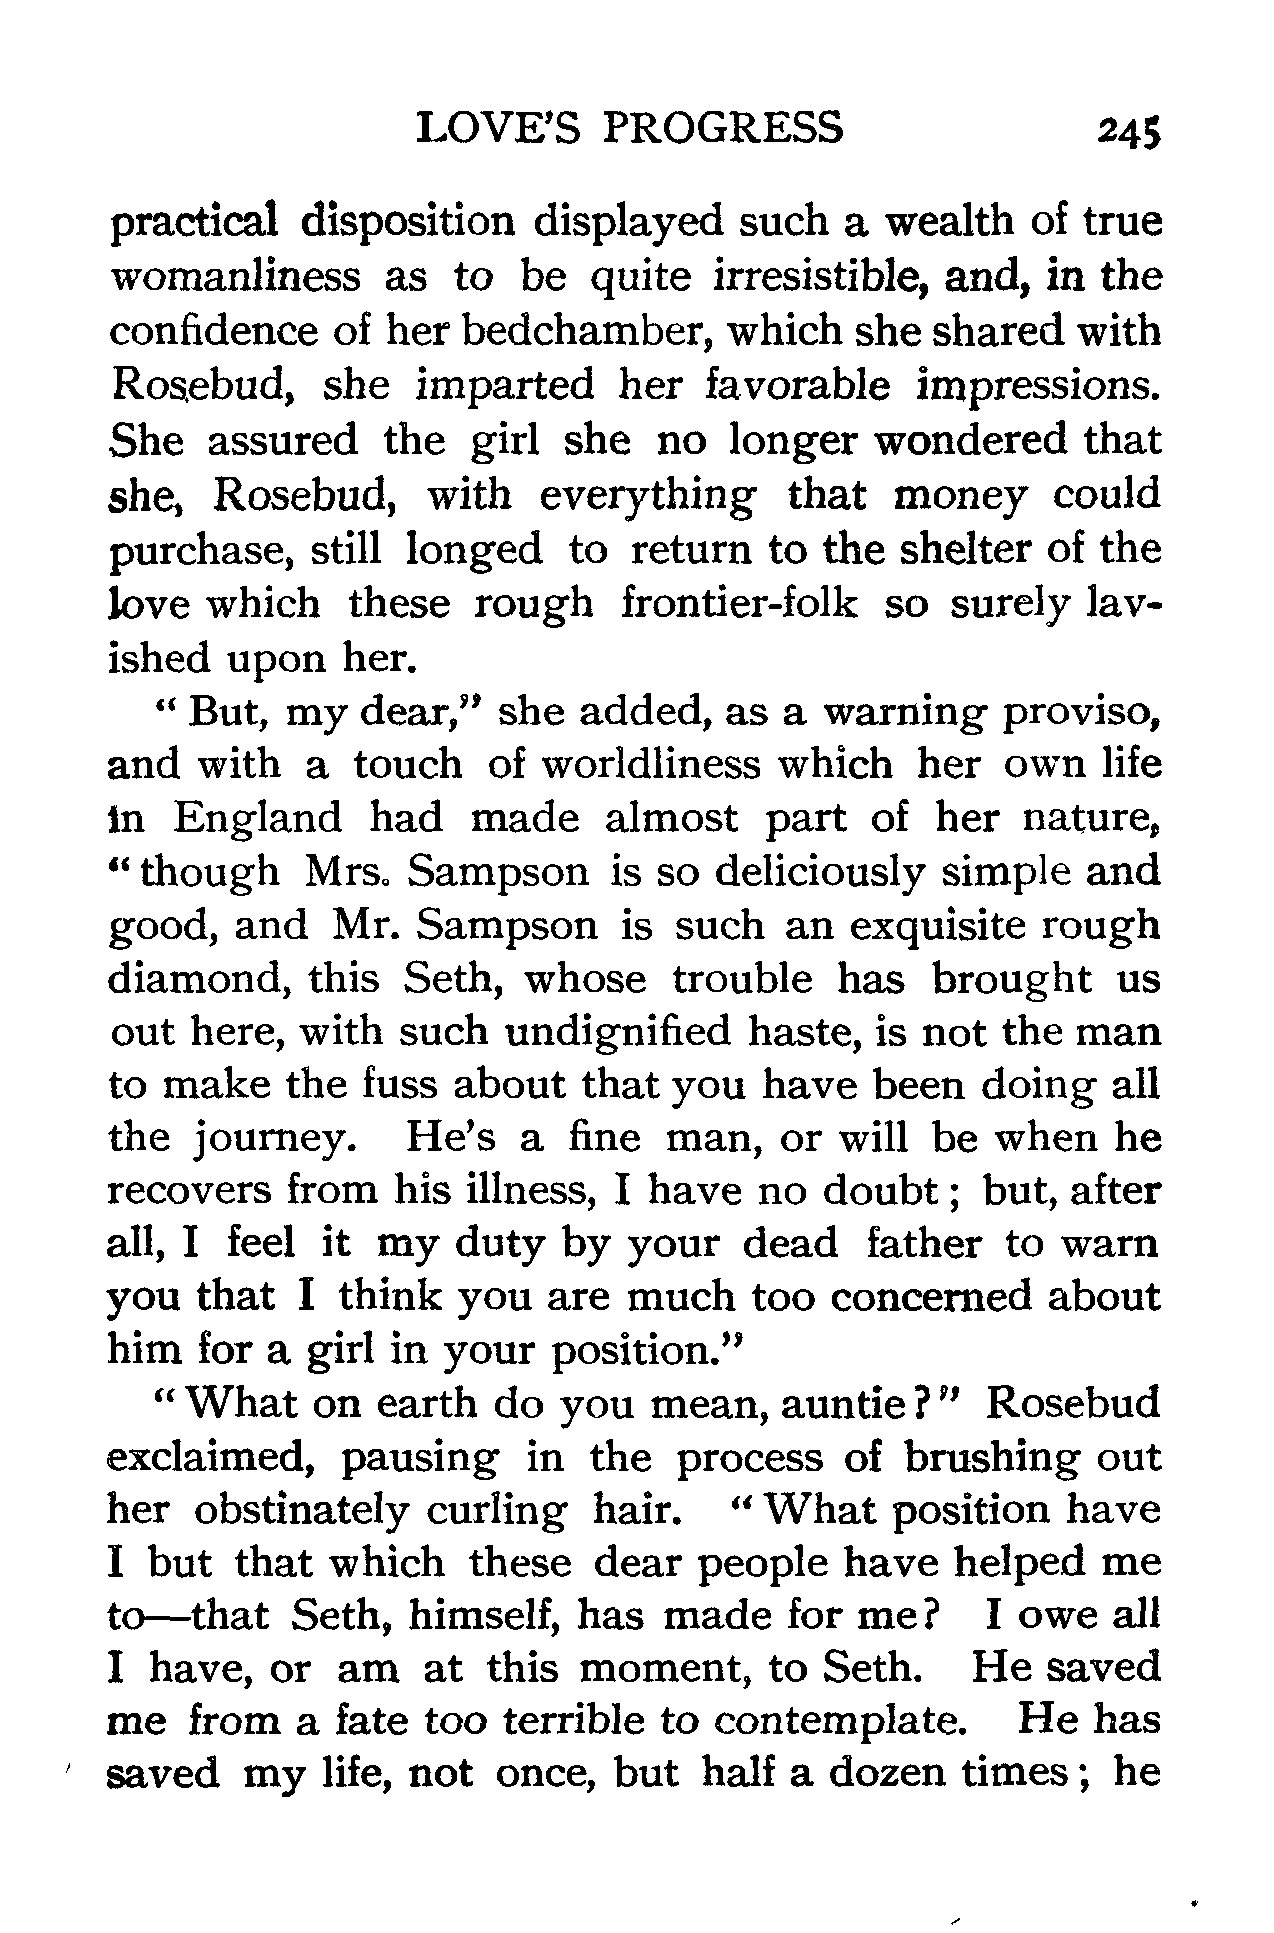 LOVE'S PROGRESS 245
practical disposition displayed such a wealth of true
womanliness as to be quite irresistible, and, in the
confidence of her bedchamber, which she shared with
Rosebud, she imparted her favorable impressions.
She assured the girl she no longer wondered that
she, Rosebud, with everything that money could
purchase, still longed to return to the shelter of the
love which these rough frontier-folk so surely lav-
ished upon her.
"But, my dear," she added, as a warning proviso,
and with a touch of worldliness which her own life
in England had made almost part of her nature,
"though Mrs. Sampson is so deliciously simple and
good, and Mr. Sampson is such an exquisite rough
diamond, this Seth, whose trouble has brought us
out here, with such undignified haste, is not the man
to make the fuss about that you have been doing all
the journey. He's a fine man, or will be when he
recovers from his illness, I have no doubt; but, after
all, I feel it my duty by your dead father to warn
you that I think you are much too concerned about
him for a girl in your position."
"What on earth do you mean, auntie?" Rosebud
exclaimed, pausing in the process of brushing out
her obstinately curling hair. "What position have
I but that which these dear people have helped me
to—that Seth, himself, has made for me? I owe all
I have, or am at this moment, to Seth. He saved
me from a fate too terrible to contemplate. He has
saved my life, not once, but half a dozen times; he